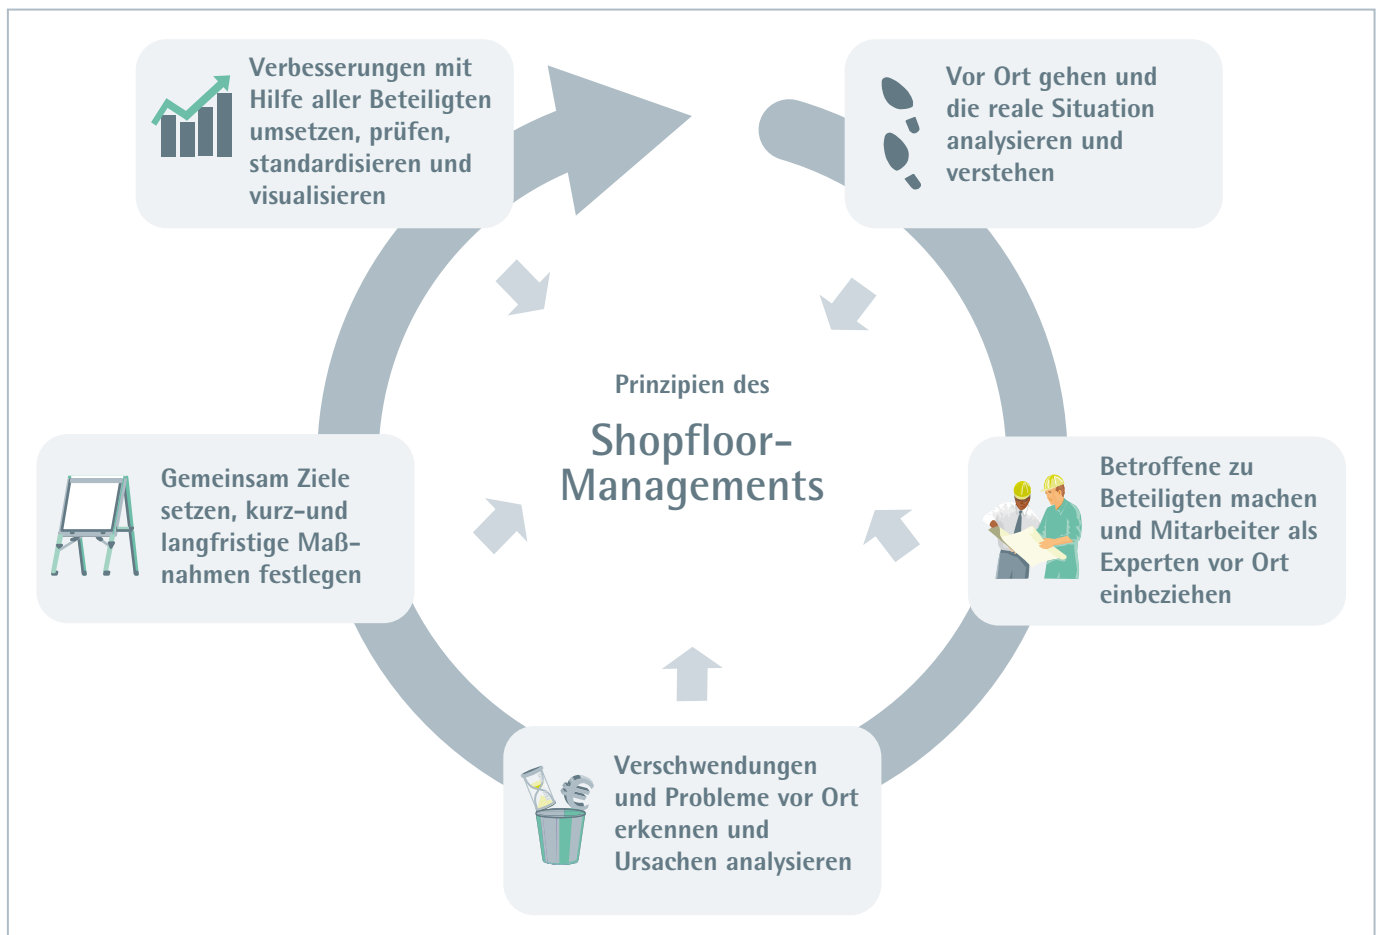 Verbesserungen mit
Hilfe aller Beteiligten
umsetzen, prüfen,
standardisieren und
visualisieren
Vor Ort gehen und
die reale Situation
analysieren und
verstehen
Prinzipien des
Shopfloor-
Managements
Gemeinsam Ziele
setzen, kurz-und
langfristige Maß-
nahmen festlegen
Betroffene zu
Beteiligten machen
und Mitarbeiter als
Experten vor Ort
einbeziehen
Verschwendungen
und Probleme vor Ort
erkennen und
Ursachen analysieren
€